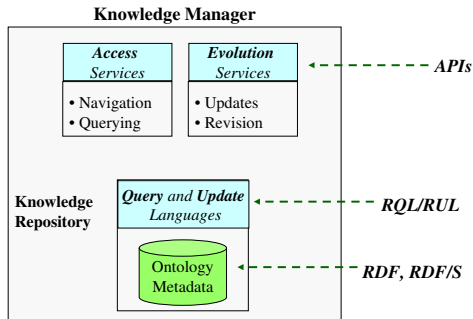 Knowledge Manager
Access
Services
• Navigation
• Querying
Evolution
Services
• Updates
• Revision
APIs
Knowledge
Repository
Query and Update
Languages
RQL/RUL
Ontology
Metadata
RDF, RDF/S